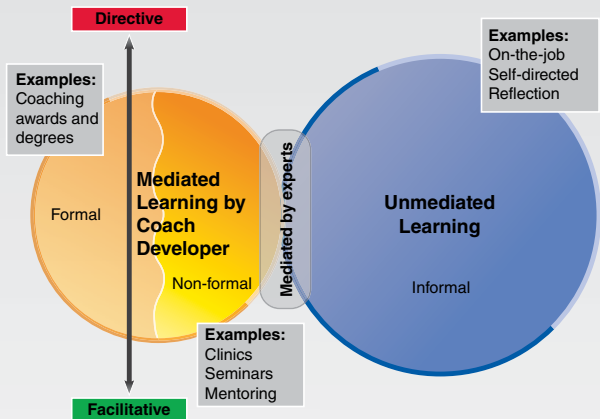 Directive
Examples:
Coaching
awards and
degrees
Formal
Mediated
Learning by
Coach
Developer
Non-formal
Examples:
Clinics
Seminars
Mentoring
Facilitative
Mediated by experts
Examples:
On-the-job
Self-directed
Reflection
Unmediated
Learning
Informal